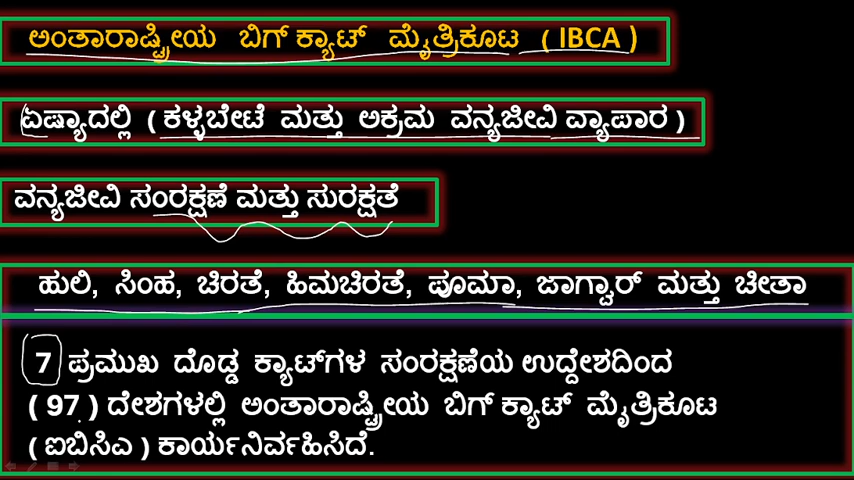 ಅಂತಾರಾಷ್ಟ್ರೀಯ ಬಿಗ್ ಕ್ಯಾಟ್ ಮೈತ್ರಿಕೂಟ ( IBCA )
ಏಷ್ಯಾದಲ್ಲಿ ( ಕಳ್ಳಬೇಟೆ ಮತ್ತು ಅಕ್ರಮ ವನ್ಯಜೀವಿ ವ್ಯಾಪಾರ )
ವನ್ಯಜೀವಿ ಸಂರಕ್ಷಣೆ ಮತ್ತು ಸುರಕ್ಷತೆ
ಹುಲಿ, ಸಿಂಹ, ಚಿರತೆ, ಹಿಮಚಿರತೆ, ಪೂಮಾ, ಜಾಗ್ವಾರ್ ಮತ್ತು ಚೀತಾ
7 ಪ್ರಮುಖ ದೊಡ್ಡ ಕ್ಯಾಟ್‌ಗಳ ಸಂರಕ್ಷಣೆಯ ಉದ್ದೇಶದಿಂದ
( 97 ) ದೇಶಗಳಲ್ಲಿ ಅಂತಾರಾಷ್ಟ್ರೀಯ ಬಿಗ್ ಕ್ಯಾಟ್ ಮೈತ್ರಿಕೂಟ
( ಐಬಿಸಿಎ ) ಕಾರ್ಯನಿರ್ವಹಿಸಿದೆ.